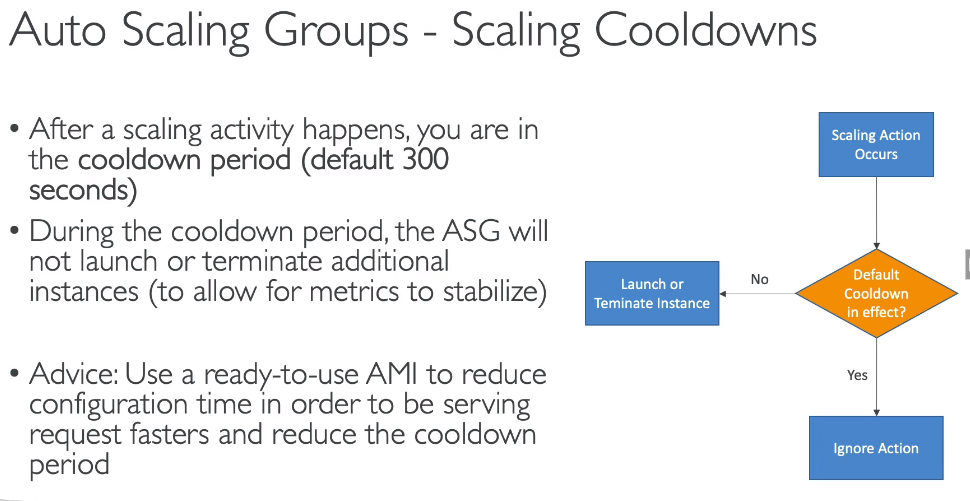 Auto Scaling Groups - Scaling Cooldowns
• After a scaling activity happens, you are in
the cooldown period (default 300
seconds)
• During the cooldown period, the ASG will
not launch or terminate additional
instances (to allow for metrics to stabilize)
• Advice: Use a ready-to-use AMI to reduce
configuration time in order to be serving
request fasters and reduce the cooldown
period
Scaling Action
Occurs
Default
Cooldown
in effect?
No
Launch or
Teminate Instance
Yes
Ignore Action